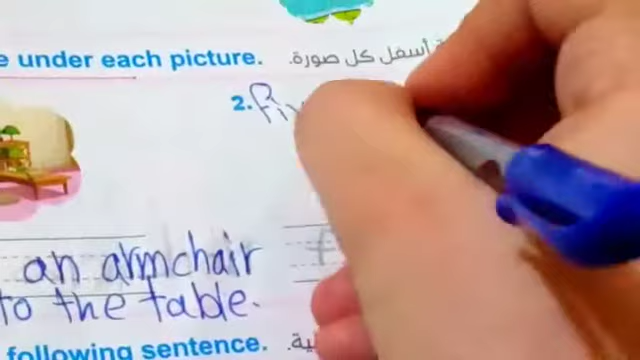 e under each picture. أسفل كل صورة.
2.
an armchair
to the table.
following sentence.